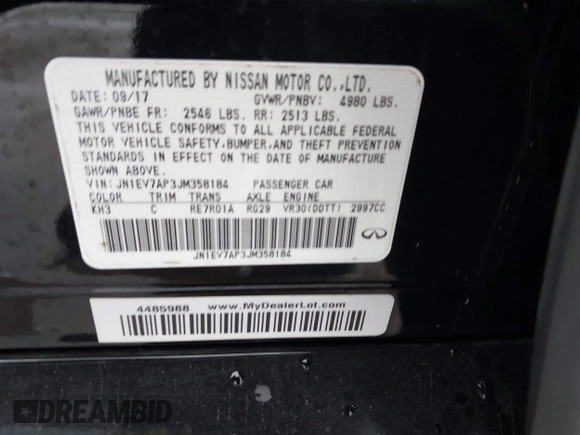 MANUFACTURED BY NISSAN MOTOR CO.,LTD.
DATE: 09/17 GVWR/PNBV: 4980 LBS.
GAWR/PNBE FR: 2546 LBS. RR: 2513 LBS.
THIS VEHICLE CONFORMS TO ALL APPLICABLE FEDERAL
MOTOR VEHICLE SAFETY,BUMPER,AND THEFT PREVENTION
STANDARDS IN EFFECT ON THE DATE OF MANUFACTURE
SHOWN ABOVE.
VIN: JN1EV7AP3JM358184 PASSENGER CAR
COLOR TRIM TRANS AXLE ENGINE
KH3 C RE7R01A RG29 VR30(DDTT) 2997CC
JN1EV7AP3JM358184
4485988 www.MyDealerLot.com
DREAMBID